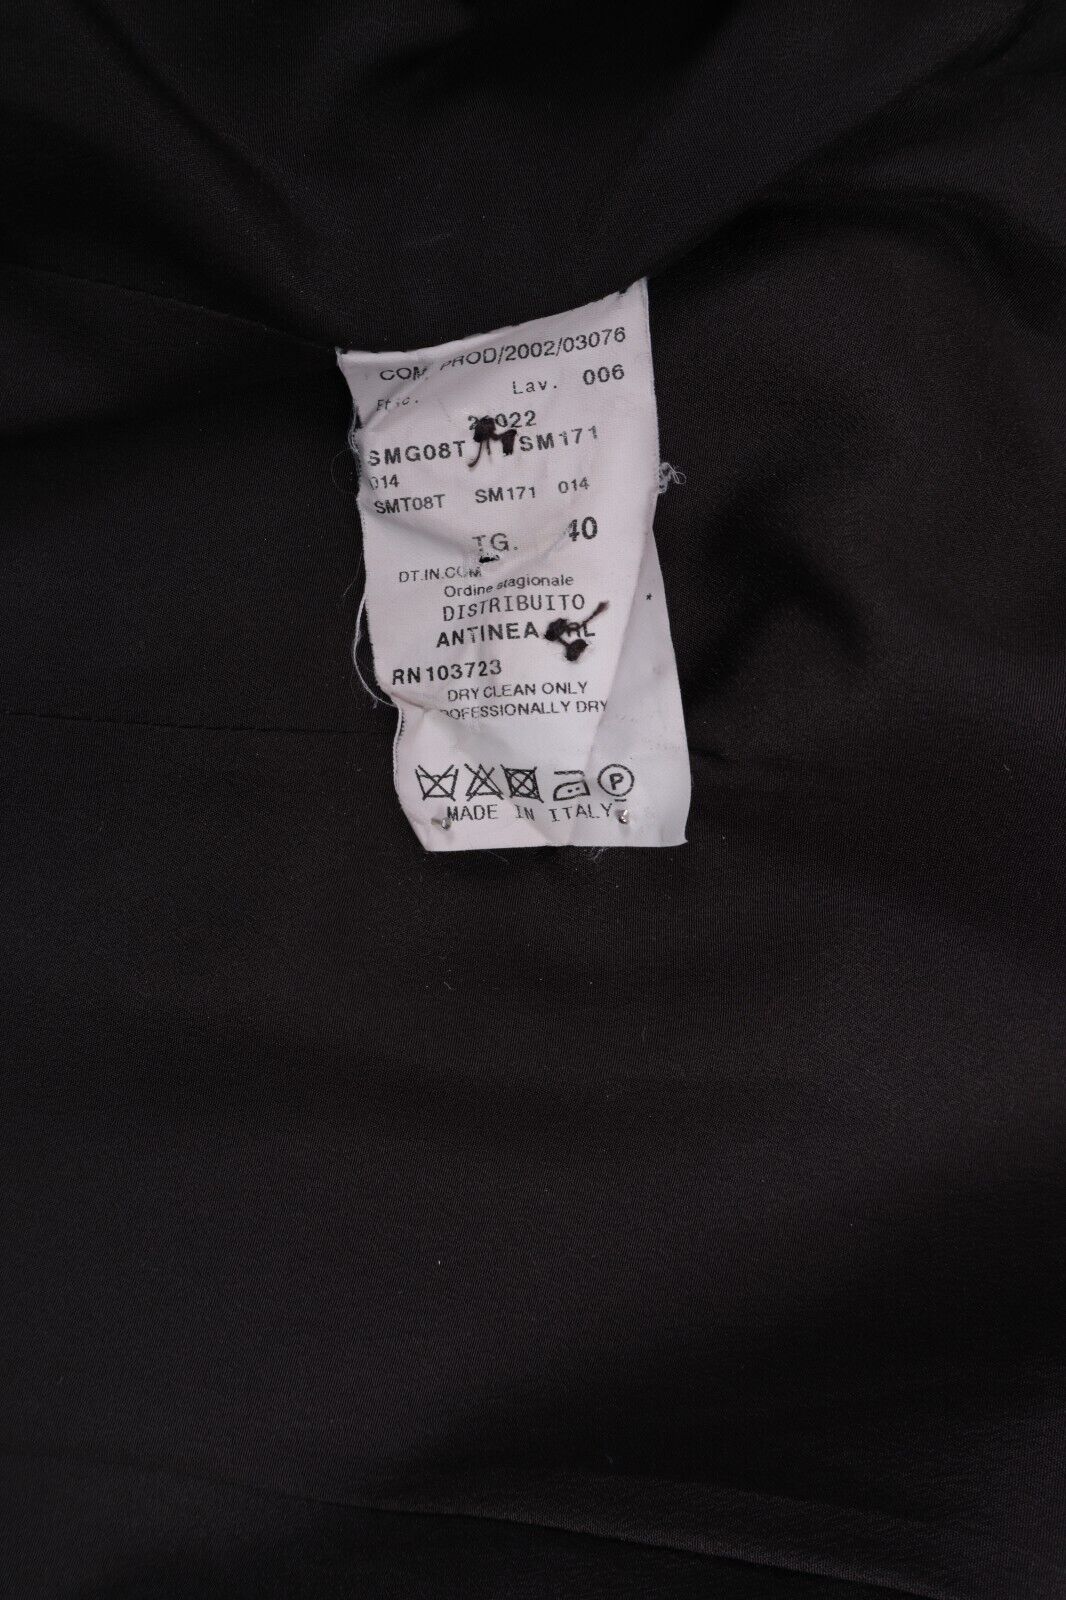 COM. PROD/2002/03076
Lav. 006
SMG08T SM171
014
SMT08T SM171 014
TG. 40
DT.IN.COM
Ordine stagionale
DISTRIBUITO
ANTINEA
RN103723
DRY CLEAN ONLY
DRY
P
MADE IN ITALY